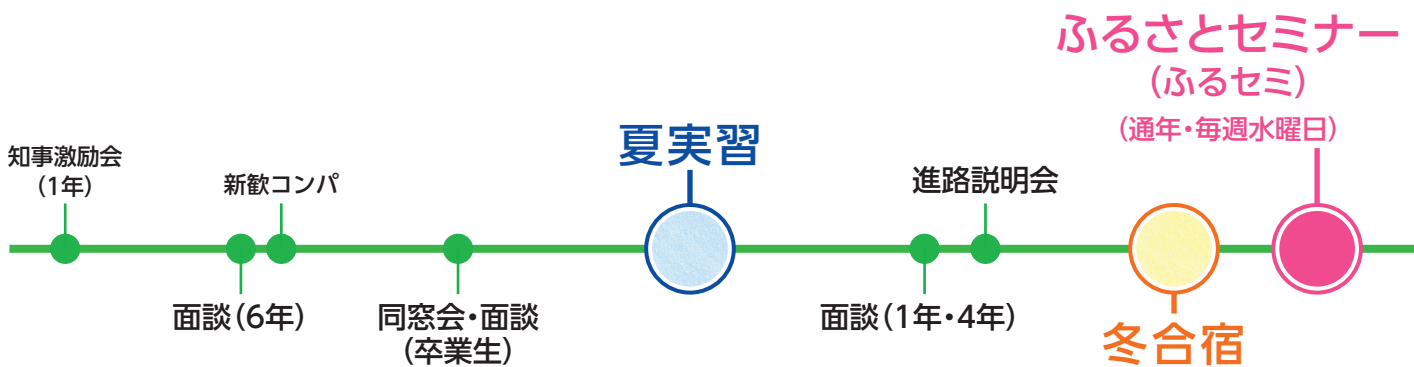 知事激励会
(1年)
面談(6年)
新歓コンパ
同窓会・面談
(卒業生)
夏実習
面談(1年・4年)
進路説明会
冬合宿
ふるさとセミナー
(ふるセミ)
(通年・毎週水曜日)